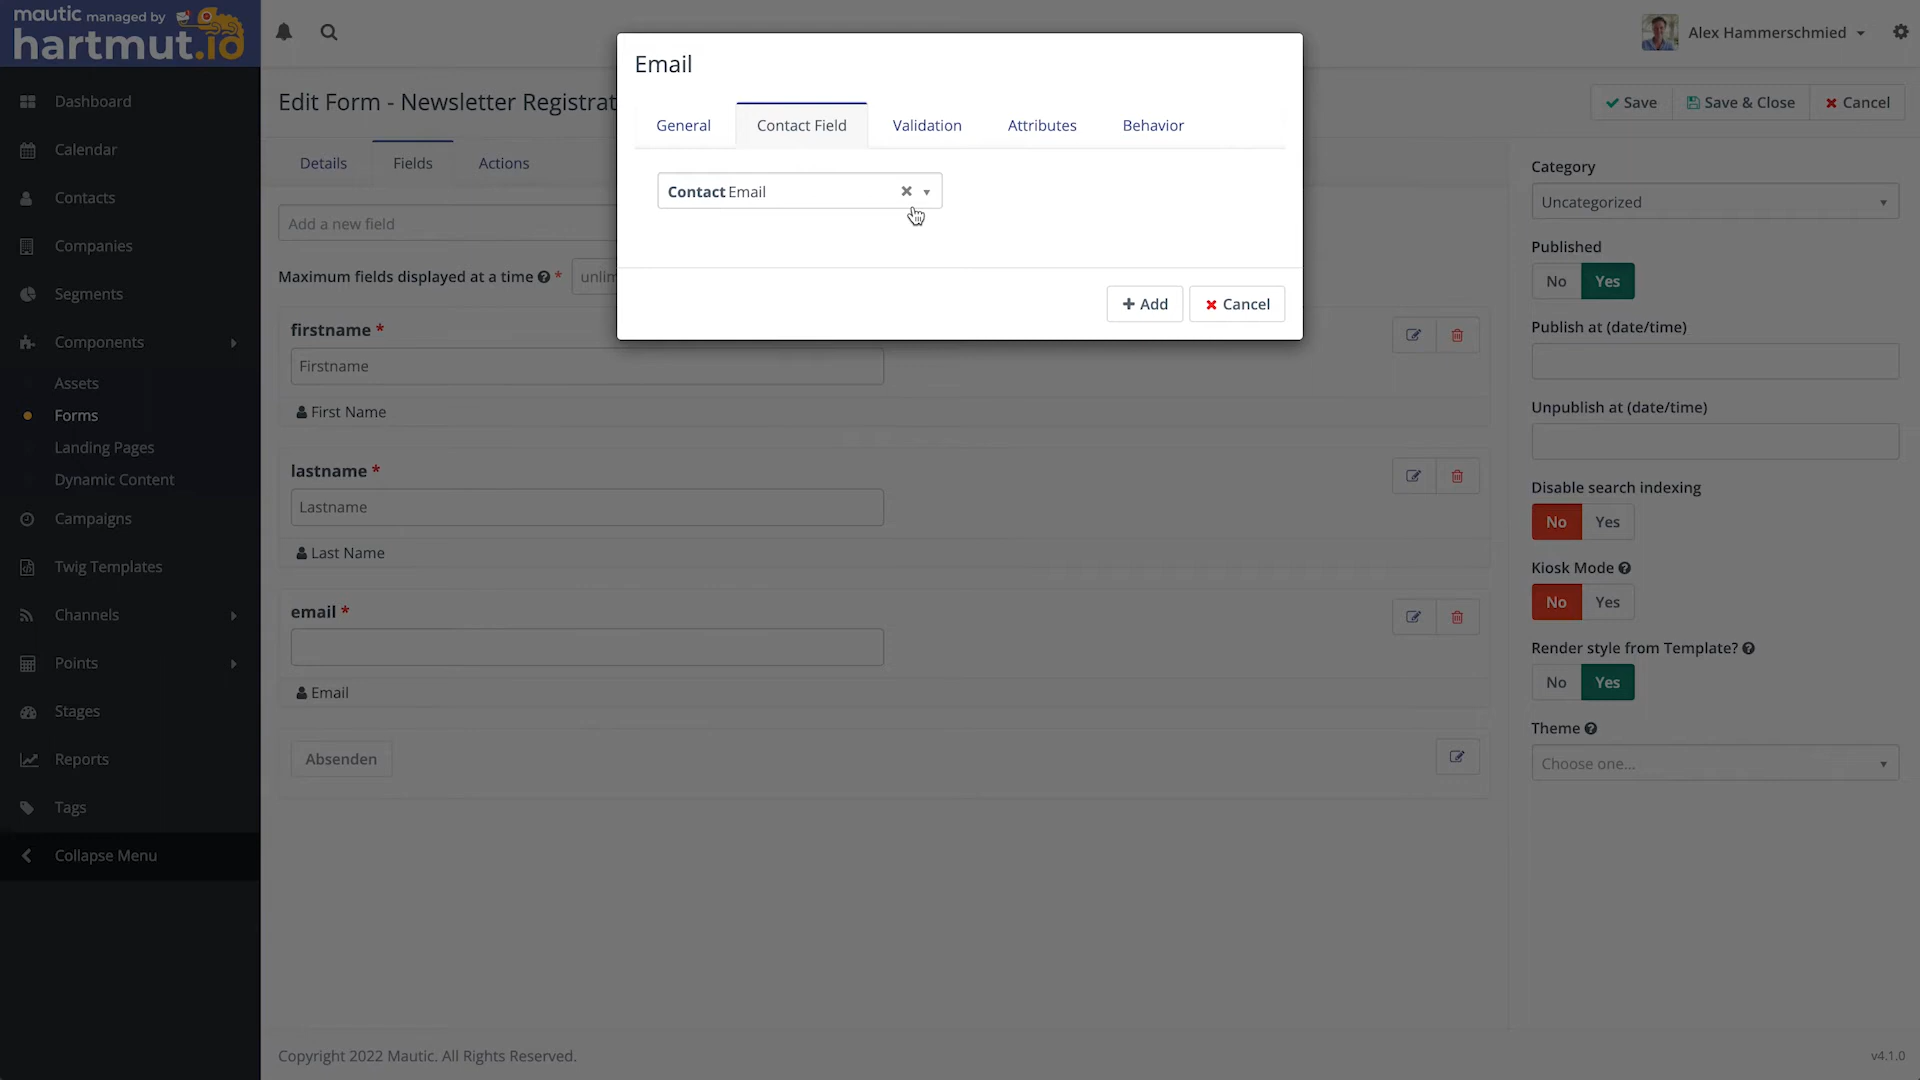 mautic managed by
hartmut.io
Alex Hammerschmied
Dashboard
Calendar
Contacts
Companies
Segments
Components
Assets
Forms
Landing Pages
Dynamic Content
Campaigns
Twig Templates
Channels
Points
Stages
Reports
Tags
Collapse Menu
Edit Form - Newsletter Registrat
Save
Save & Close
Cancel
Details
Fields
Actions
Add a new field
Maximum fields displayed at a time *
unlim
firstname *
Firstname
First Name
lastname *
Lastname
Last Name
email *
Email
Absenden
Email
General
Contact Field
Validation
Attributes
Behavior
Contact Email
Add
Cancel
Category
Uncategorized
Published
No
Yes
Publish at (date/time)
Unpublish at (date/time)
Disable search indexing
No
Yes
Kiosk Mode
No
Yes
Render style from Template?
No
Yes
Theme
Choose one...
Copyright 2022 Mautic. All Rights Reserved.
v4.1.0